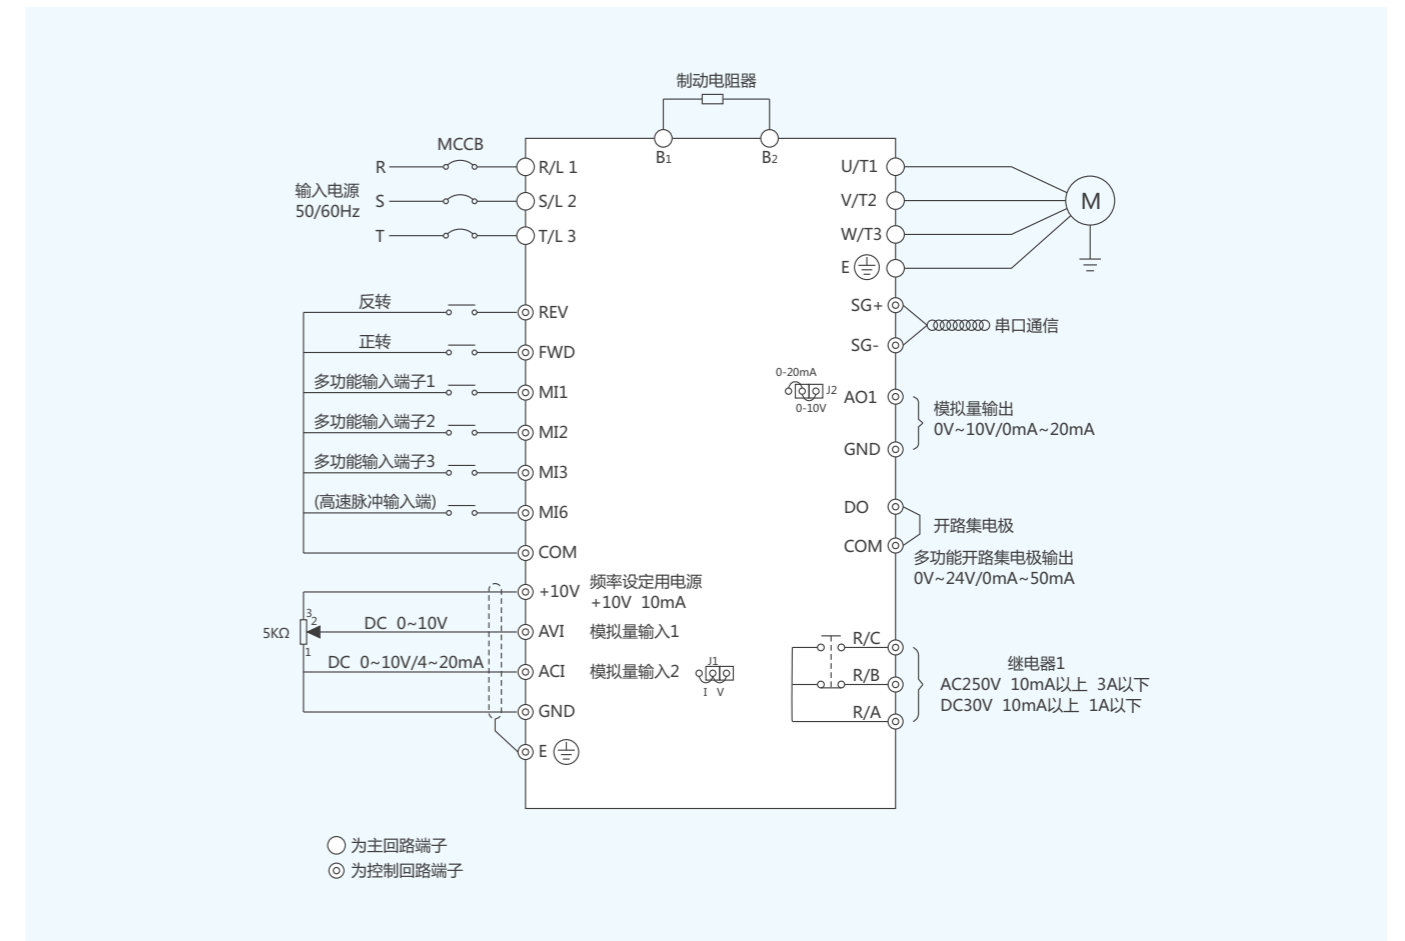 制动电阻器
B1
B2
MCCB
R
R/L 1
输入电源
50/60Hz
S
S/L 2
T
T/L 3
U/T1
V/T2
W/T3
E
M
反转
REV
正转
FWD
多功能输入端子1
MI1
多功能输入端子2
MI2
多功能输入端子3
MI3
(高速脉冲输入端)
MI6
COM
SG+
SG-
串口通信
0-20mA
J2
0-10V
AO1
GND
模拟量输出
0V~10V/0mA~20mA
DO
COM
开路集电极
多功能开路集电极输出
0V~24V/0mA~50mA
+10V
频率设定用电源
+10V 10mA
5KΩ
3
2
1
DC 0~10V
AVI
模拟量输入1
DC 0~10V/4~20mA
ACI
模拟量输入2
J1
I V
GND
E
R/C
R/B
R/A
继电器1
AC250V 10mA以上 3A以下
DC30V 10mA以上 1A以下
为主回路端子
为控制回路端子